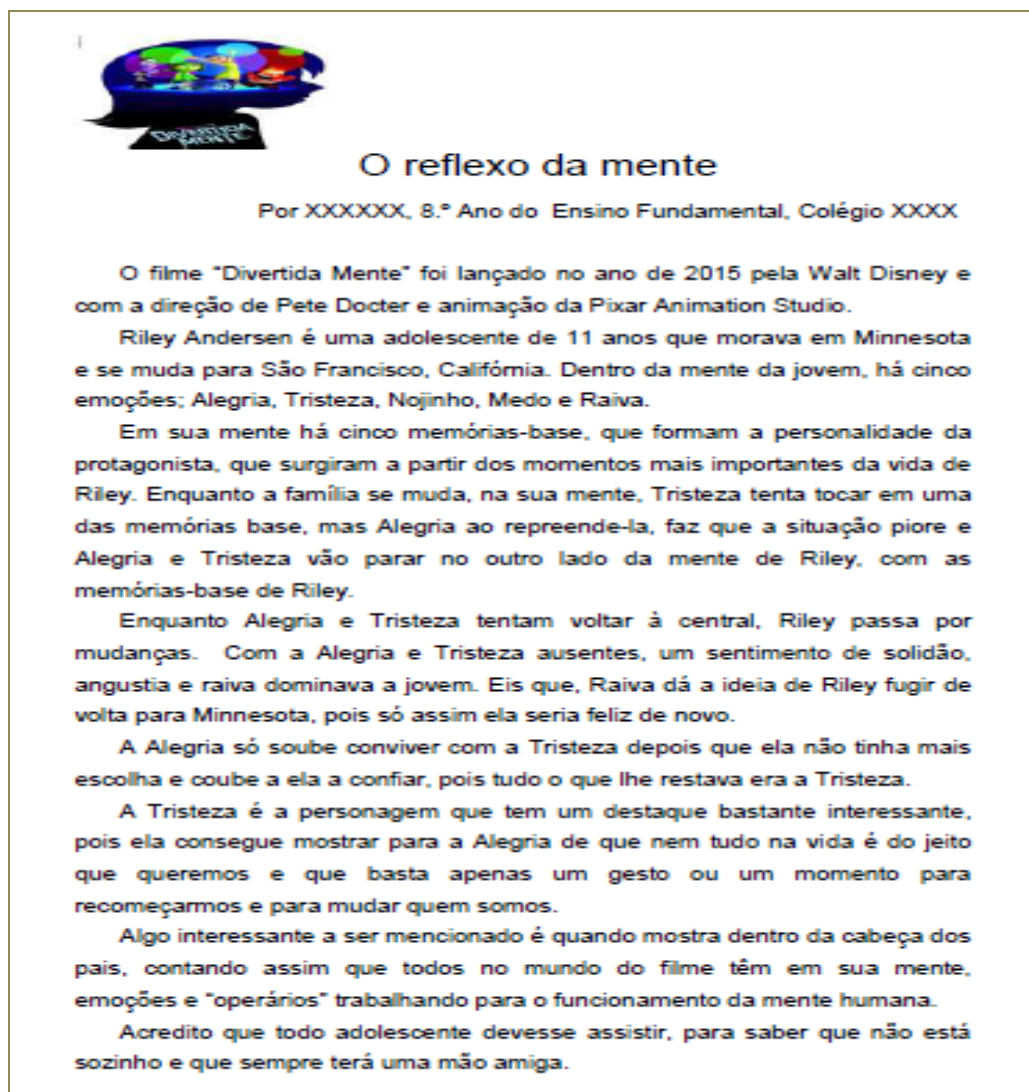 DIVERTIDA
MENTE
O reflexo da mente
Por XXXXXX, 8.º Ano do Ensino Fundamental, Colégio XXXX
O filme “Divertida Mente” foi lançado no ano de 2015 pela Walt Disney e
com a direção de Pete Docter e animação da Pixar Animation Studio.
Riley Andersen é uma adolescente de 11 anos que morava em Minnesota
e se muda para São Francisco, Califórnia. Dentro da mente da jovem, há cinco
emoções; Alegria, Tristeza, Nojinho, Medo e Raiva.
Em sua mente há cinco memórias-base, que formam a personalidade da
protagonista, que surgiram a partir dos momentos mais importantes da vida de
Riley. Enquanto a família se muda, na sua mente, Tristeza tenta tocar em uma
das memórias base, mas Alegria ao repreende-la, faz que a situação piore e
Alegria e Tristeza vão parar no outro lado da mente de Riley, com as
memórias-base de Riley.
Enquanto Alegria e Tristeza tentam voltar à central, Riley passa por
mudanças. Com a Alegria e Tristeza ausentes, um sentimento de solidão,
angustia e raiva dominava a jovem. Eis que, Raiva dá a ideia de Riley fugir de
volta para Minnesota, pois só assim ela seria feliz de novo.
A Alegria só soube conviver com a Tristeza depois que ela não tinha mais
escolha e coube a ela a confiar, pois tudo o que lhe restava era a Tristeza.
A Tristeza é a personagem que tem um destaque bastante interessante,
pois ela consegue mostrar para a Alegria de que nem tudo na vida é do jeito
que queremos e que basta apenas um gesto ou um momento para
recomeçarmos e para mudar quem somos.
Algo interessante a ser mencionado é quando mostra dentro da cabeça dos
pais, contando assim que todos no mundo do filme têm em sua mente,
emoções e “operários” trabalhando para o funcionamento da mente humana.
Acredito que todo adolescente devesse assistir, para saber que não está
sozinho e que sempre terá uma mão amiga.